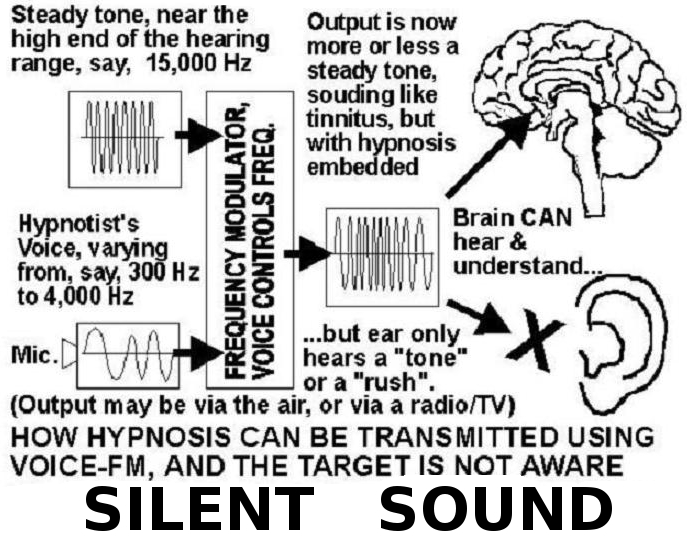 Steady tone, near the
high end of the hearing
range, say, 15,000 Hz
Output is now
more or less a
steady tone,
souding like
tinnitus, but
with hypnosis
embedded
FREQUENCY MODULATOR,
VOICE CONTROLS FREQ.
Hypnotist's
Voice, varying
from, say, 300 Hz
to 4,000 Hz
Brain CAN
hear &
understand...
Mic.
...but ear only
hears a "tone"
or a "rush".
(Output may be via the air, or via a radio/TV)
HOW HYPNOSIS CAN BE TRANSMITTED USING
VOICE-FM, AND THE TARGET IS NOT AWARE
SILENT SOUND